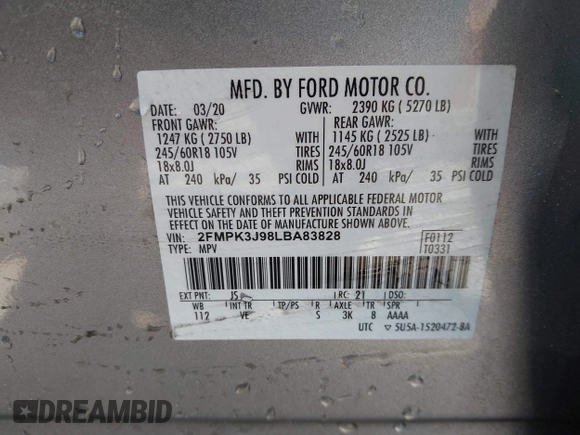 MFD. BY FORD MOTOR CO.
DATE: 03/20 GVWR: 2390 KG ( 5270 LB)
FRONT GAWR: REAR GAWR:
1247 KG ( 2750 LB) WITH 1145 KG ( 2525 LB) WITH
245/60R18 105V TIRES 245/60R18 105V TIRES
18x8.0J RIMS 18x8.0J RIMS
AT 240 kPa/ 35 PSI COLD AT 240 kPa/ 35 PSI COLD
THIS VEHICLE CONFORMS TO ALL APPLICABLE FEDERAL MOTOR
VEHICLE SAFETY AND THEFT PREVENTION STANDARDS IN
EFFECT ON THE DATE OF MANUFACTURE SHOWN ABOVE.
VIN: 2FMPK3J98LBA83828 F0112
TYPE: MPV T0331
EXT PNT: JS RC: 21 DSO:
WB INT TR TP/PS R AXLE TR SPR
112 VE S 3K 8 AAAA
UTC ▽ 5U5A-1520472-8A
DREAMBID